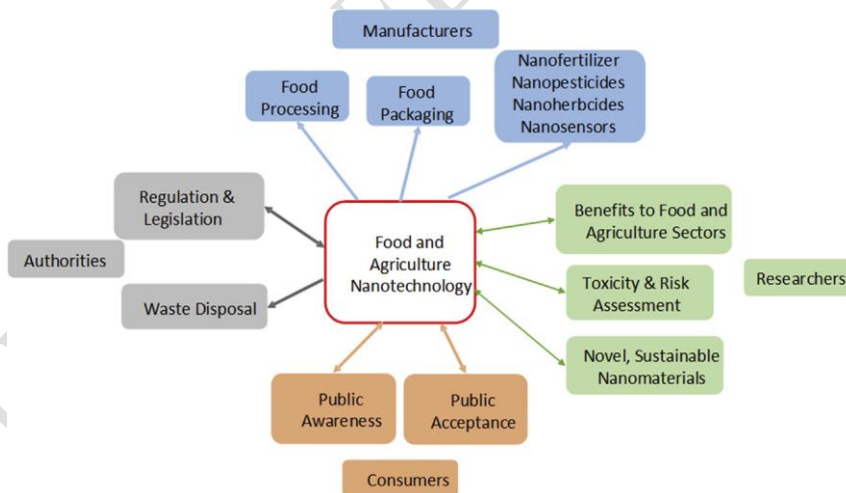 Manufacturers
Food
Processing
Food
Packaging
Nanofertilizer
Nanopesticides
Nanoherbcides
Nanosensors
Regulation &
Legislation
Authorities
Waste Disposal
Food and
Agriculture
Nanotechnology
Benefits to Food and
Agriculture Sectors
Toxicity & Risk
Assessment
Researchers
Novel, Sustainable
Nanomaterials
Public
Awareness
Public
Acceptance
Consumers